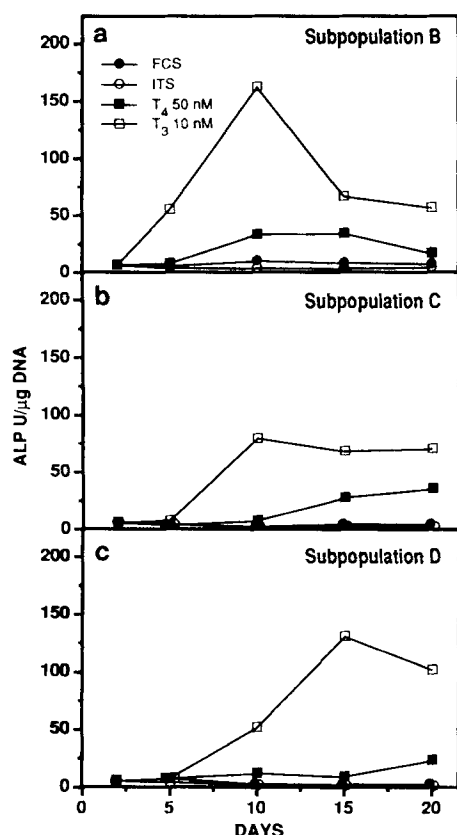 a
Subpopulation B
FCS
ITS
T4 50 nM
T3 10 nM
200
150
100
50
0
b
Subpopulation C
200
150
100
50
0
c
Subpopulation D
200
150
100
50
0
0
5
10
15
20
ALP U/µg DNA
DAYS